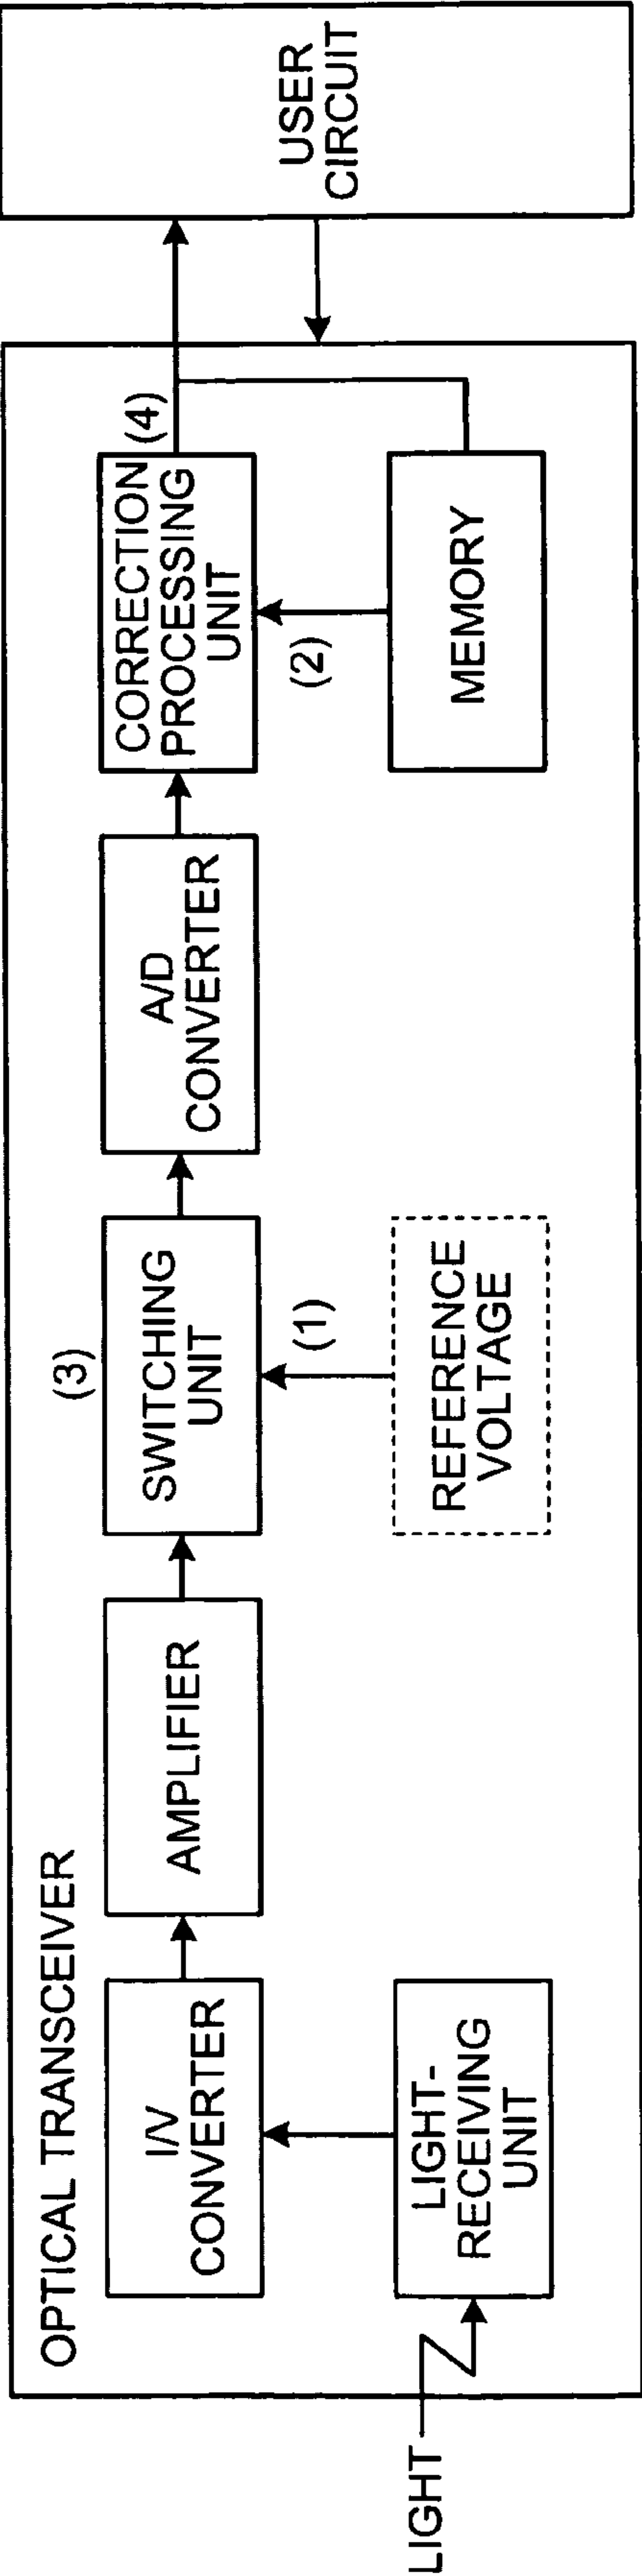 OPTICAL TRANSCEIVER
LIGHT
LIGHT-
RECEIVING
UNIT
I/V
CONVERTER
AMPLIFIER
(3)
SWITCHING
UNIT
(1)
REFERENCE
VOLTAGE
A/D
CONVERTER
CORRECTION
PROCESSING
UNIT
(4)
(2)
MEMORY
USER
CIRCUIT